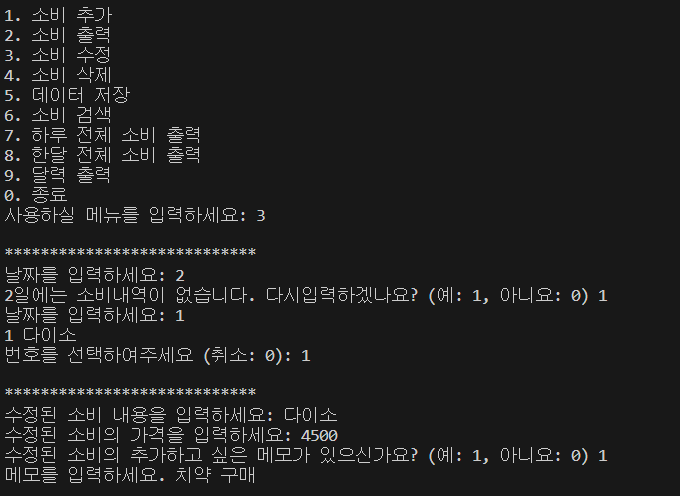 1. 소비 추가
2. 소비 출력
3. 소비 수정
4. 소비 삭제
5. 데이터 저장
6. 소비 검색
7. 하루 전체 소비 출력
8. 한달 전체 소비 출력
9. 달력 출력
0. 종료
사용하실 메뉴를 입력하세요: 3
****************************
날짜를 입력하세요: 2
2일에는 소비내역이 없습니다. 다시입력하겠나요? (예: 1, 아니요: 0) 1
날짜를 입력하세요: 1
1 다이소
번호를 선택하여주세요 (취소: 0): 1
****************************
수정된 소비 내용을 입력하세요: 다이소
수정된 소비의 가격을 입력하세요: 4500
수정된 소비의 추가하고 싶은 메모가 있으신가요? (예: 1, 아니요: 0) 1
메모를 입력하세요. 치약 구매